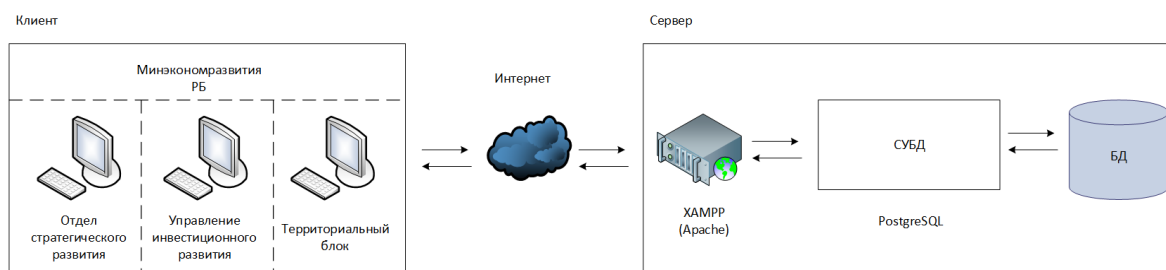 Клиент
Минэкономразвития
РБ
Отдел
стратегического
развития
Управление
инвестиционного
развития
Территориальный
блок
Интернет
Сервер
XAMPP
(Apache)
СУБД
PostgreSQL
БД